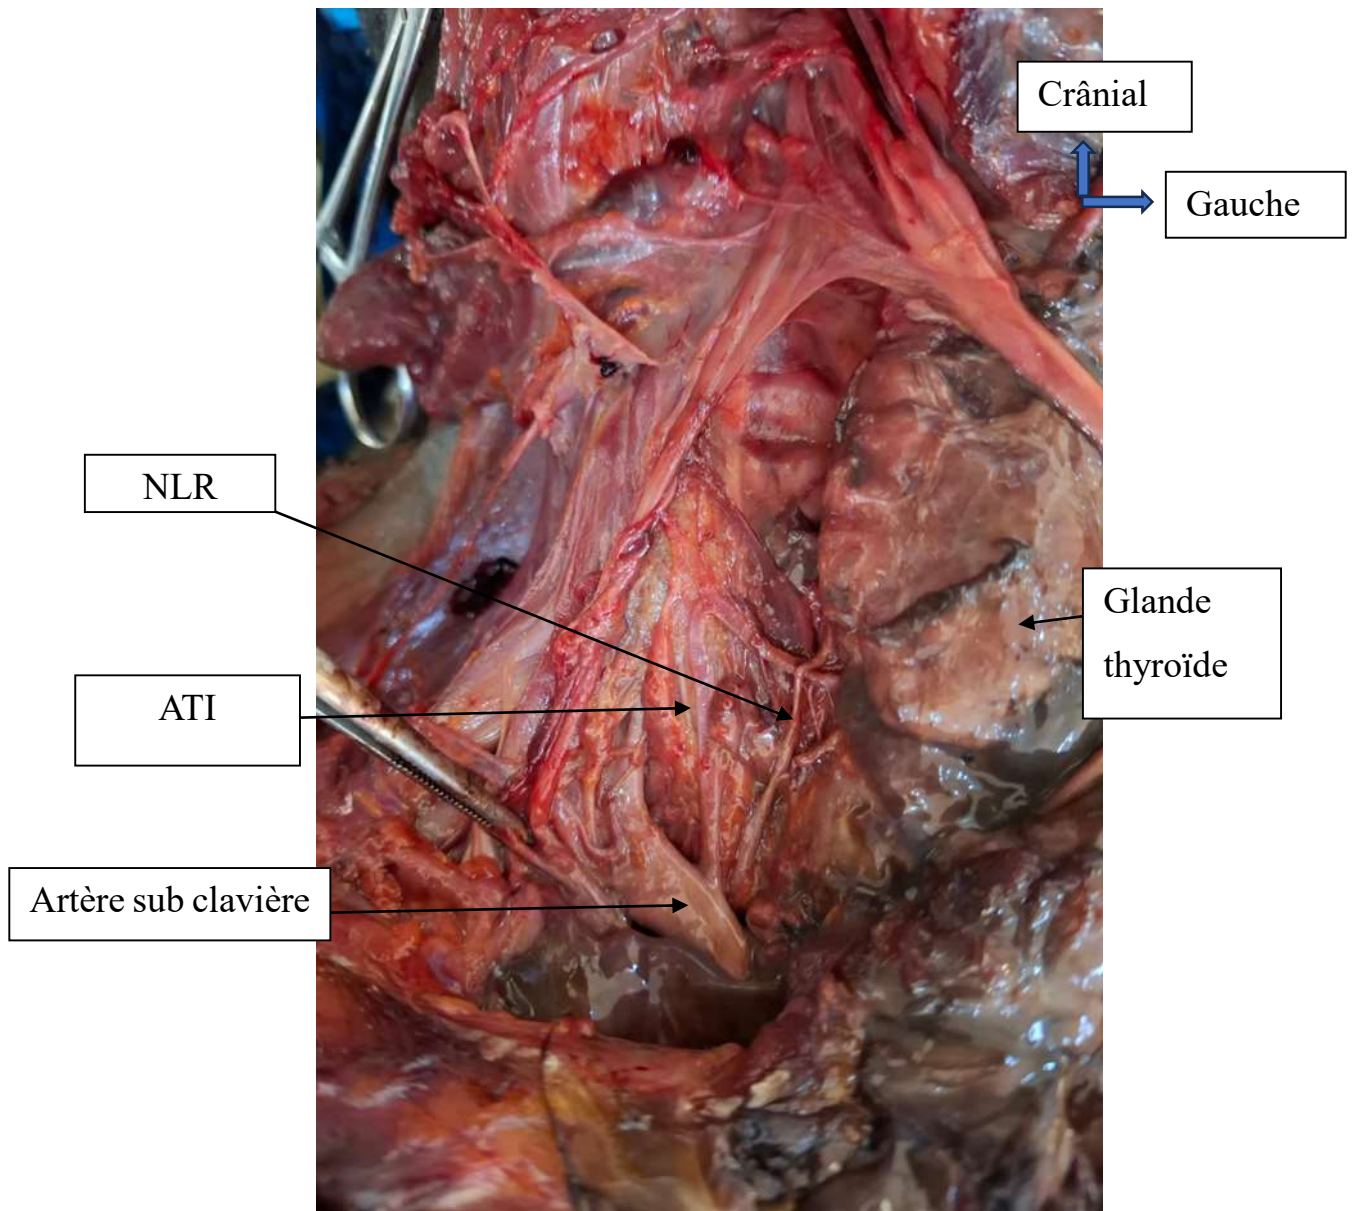 Crânial
Gauche
NLR
Glande
thyroïde
ATI
Artère sub clavière